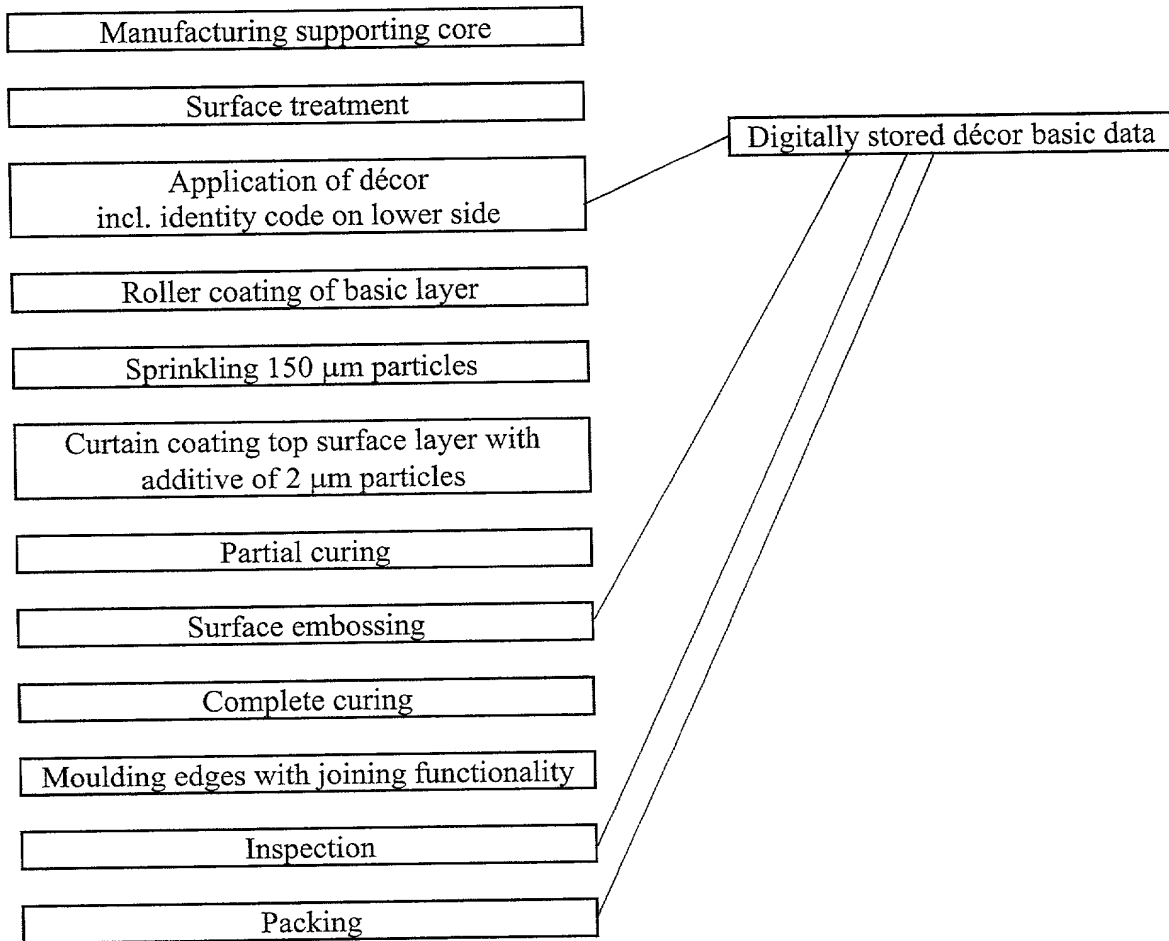 Manufacturing supporting core
Surface treatment
Digitally stored décor basic data
Application of décor
incl. identity code on lower side
Roller coating of basic layer
Sprinkling 150 μm particles
Curtain coating top surface layer with
additive of 2 μm particles
Partial curing
Surface embossing
Complete curing
Moulding edges with joining functionality
Inspection
Packing